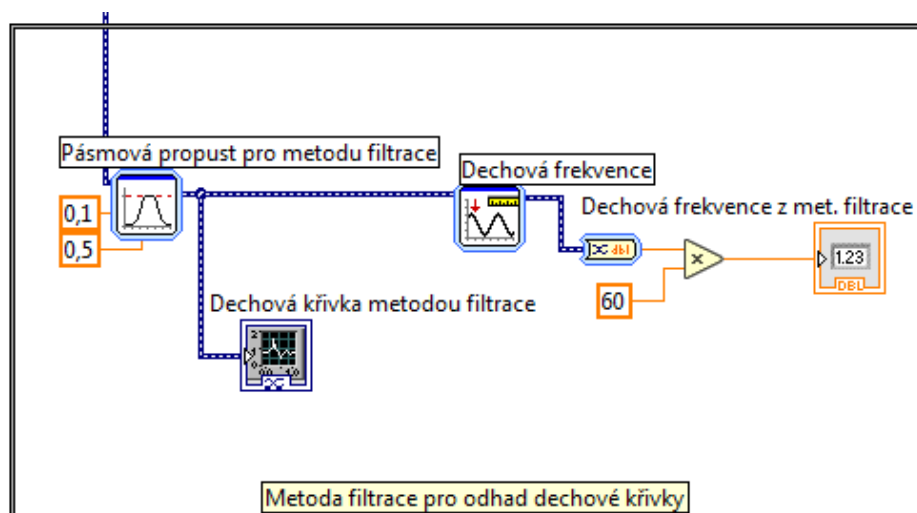 Pásmová propust pro metodu filtrace
Dechová frekvence
Dechová frekvence z met. filtrace
0,1
0,5
dbl
1.23
DBL
60
Dechová křivka metodou filtrace
Metoda filtrace pro odhad dechové křivky